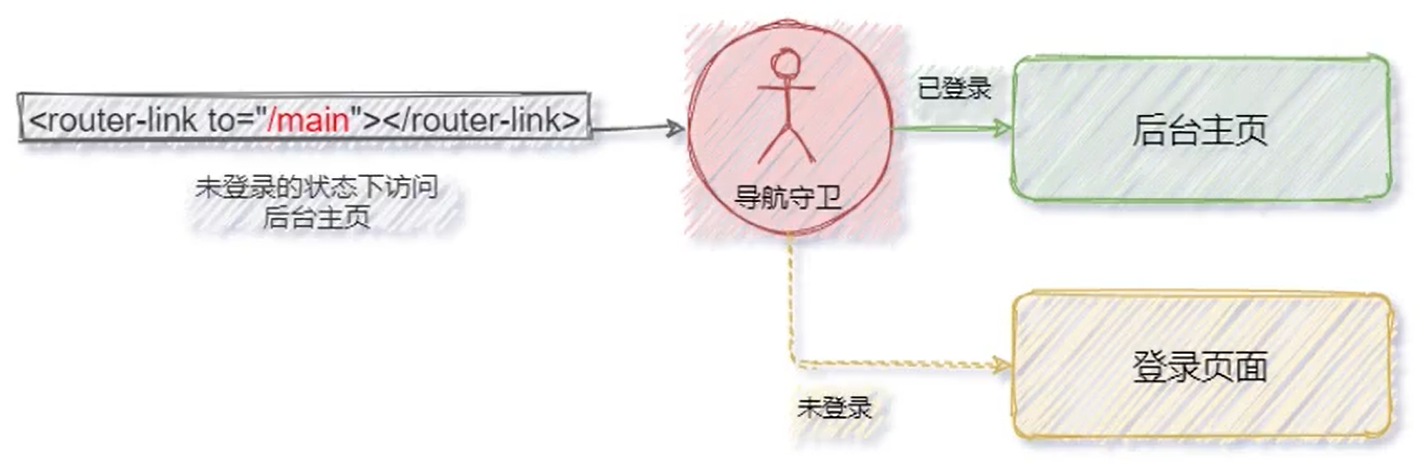 <router-link to="/main"></router-link>
未登录的状态下访问
后台主页
导航守卫
已登录
后台主页
未登录
登录页面